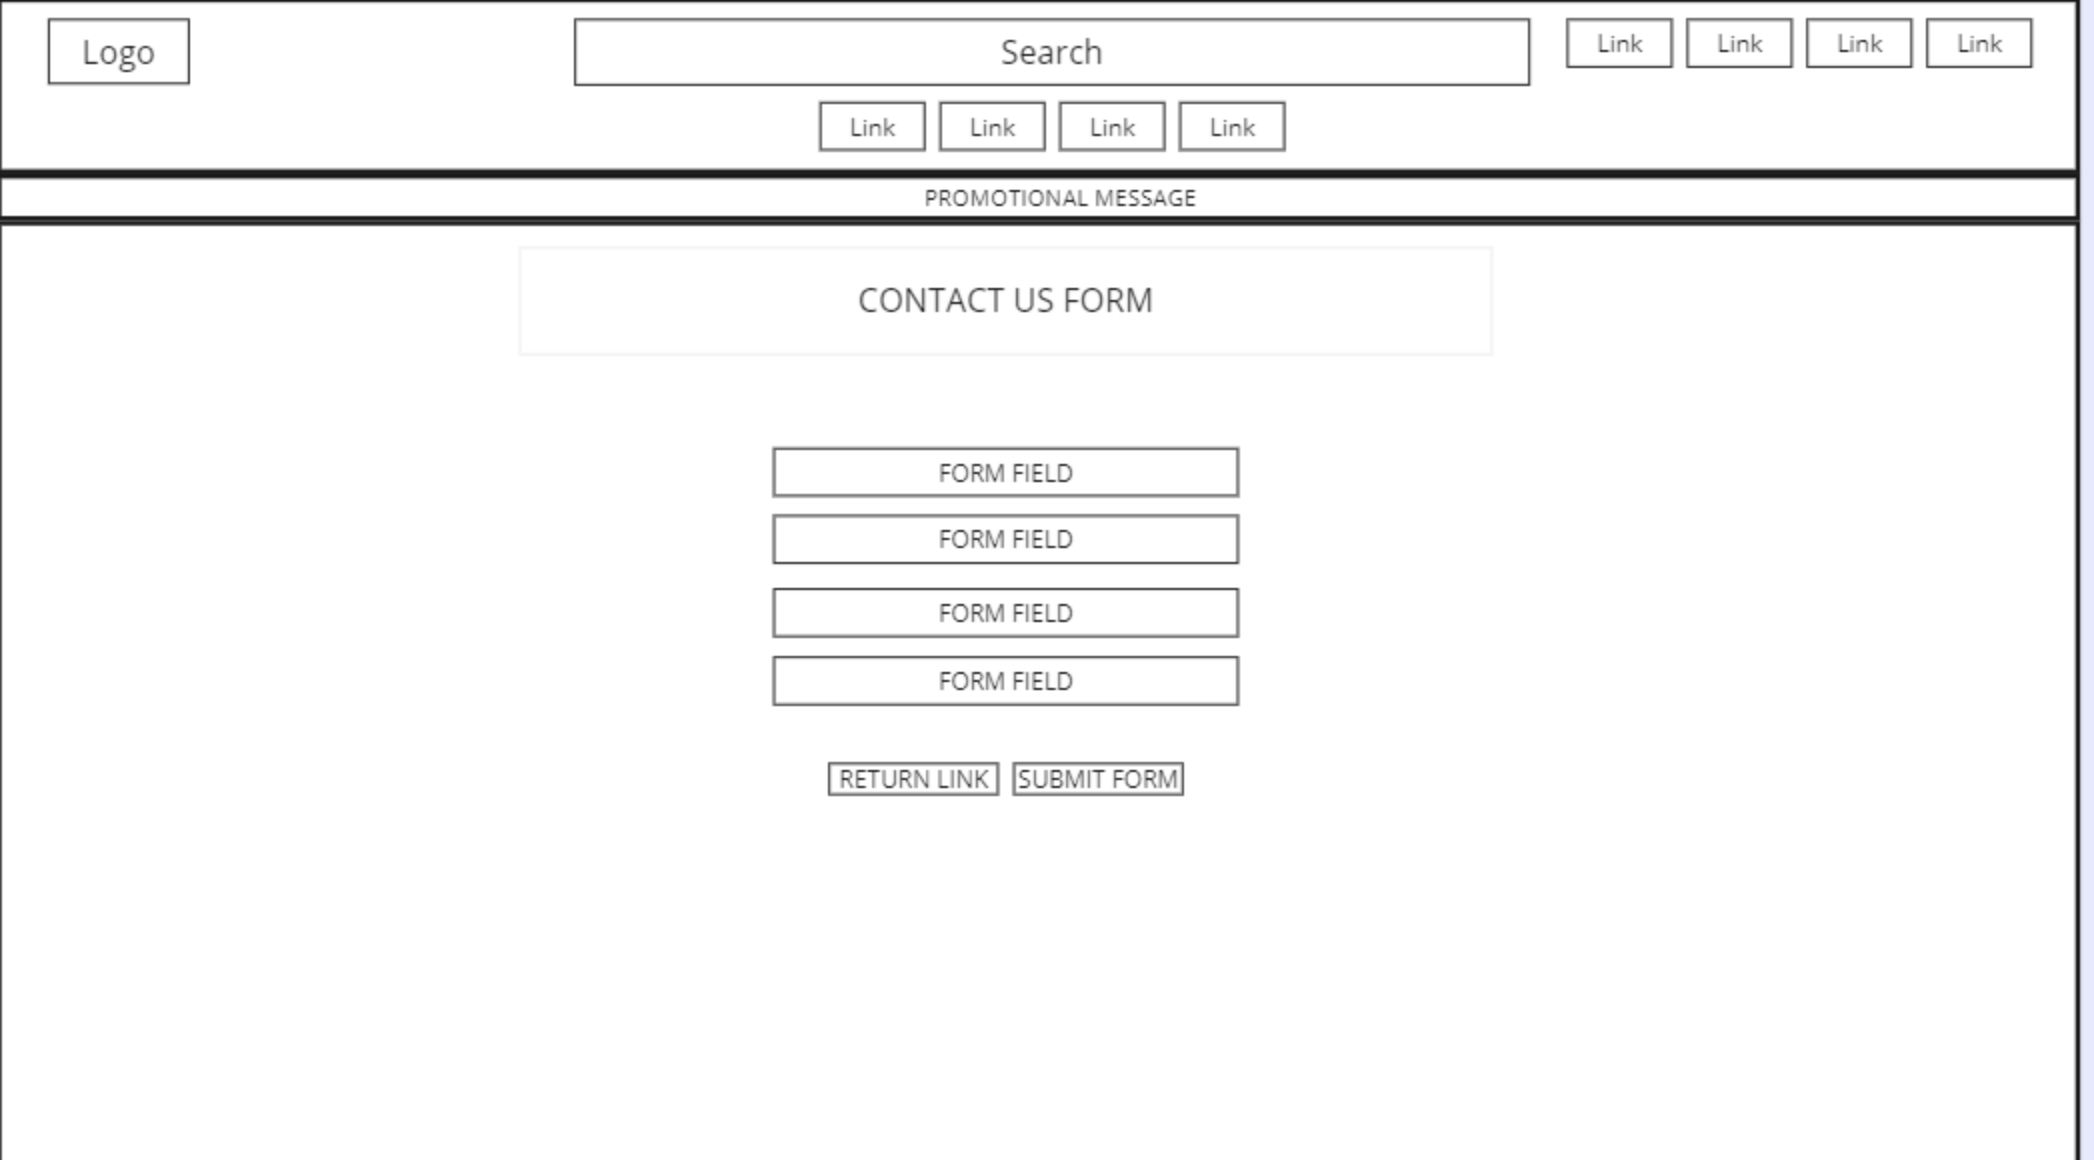 Logo
Search
Link Link Link Link
Link Link Link Link
PROMOTIONAL MESSAGE
CONTACT US FORM
FORM FIELD
FORM FIELD
FORM FIELD
FORM FIELD
RETURN LINK SUBMIT FORM